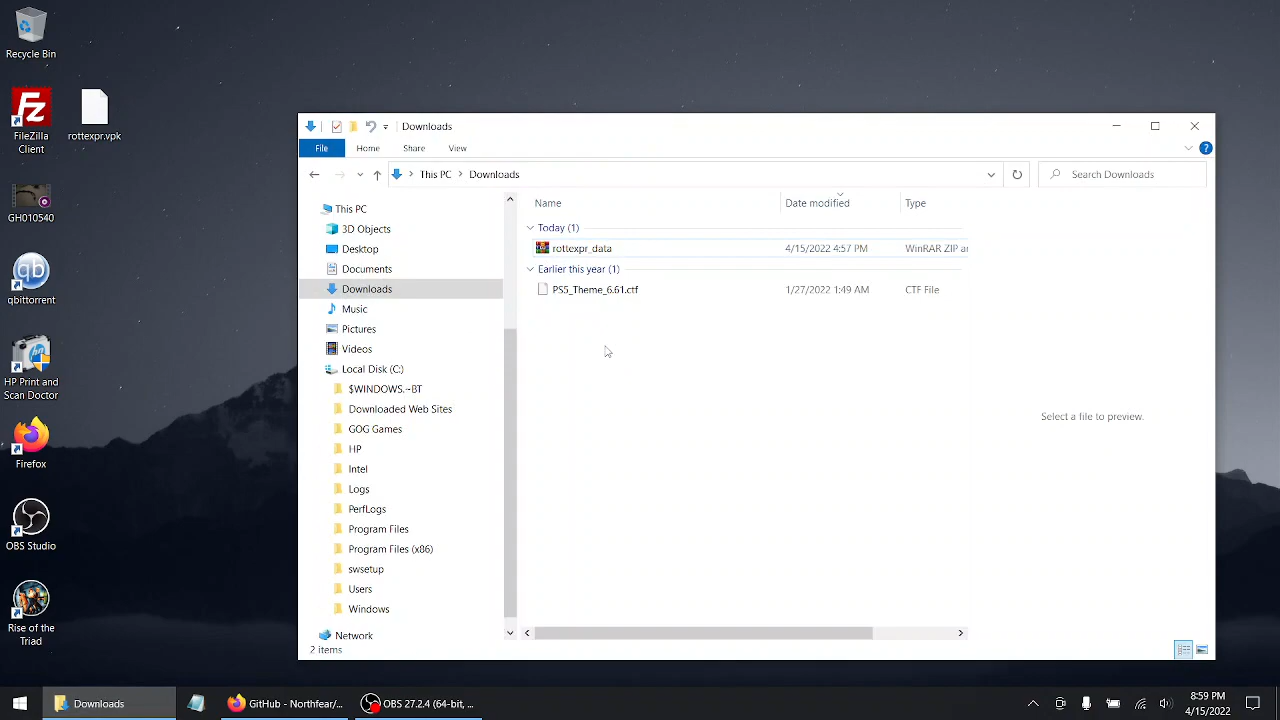 Recycle Bin
FileZilla
Client
rottexpr.vpk
GH010540
qbittorrent
HP Print and
Scan Doctor
Firefox
OBS Studio
Rise of the
Triad
Downloads
File
Home
Share
View
This PC
Downloads
Search Downloads
This PC
3D Objects
Desktop
Documents
Downloads
Music
Pictures
Videos
Local Disk (C:)
$WINDOWS.~BT
Downloaded Web Sites
GOG Games
HP
Intel
Logs
PerfLogs
Program Files
Program Files (x86)
swsetup
Users
Windows
Network
Name
Date modified
Type
Today (1)
rottexpr_data
4/15/2022 4:57 PM
WinRAR ZIP ar
Earlier this year (1)
PS5_Theme_6.61.ctf
1/27/2022 1:49 AM
CTF File
Select a file to preview.
2 items
Downloads
GitHub - Northfear/...
OBS 27.2.4 (64-bit, ...
8:59 PM
4/15/2022